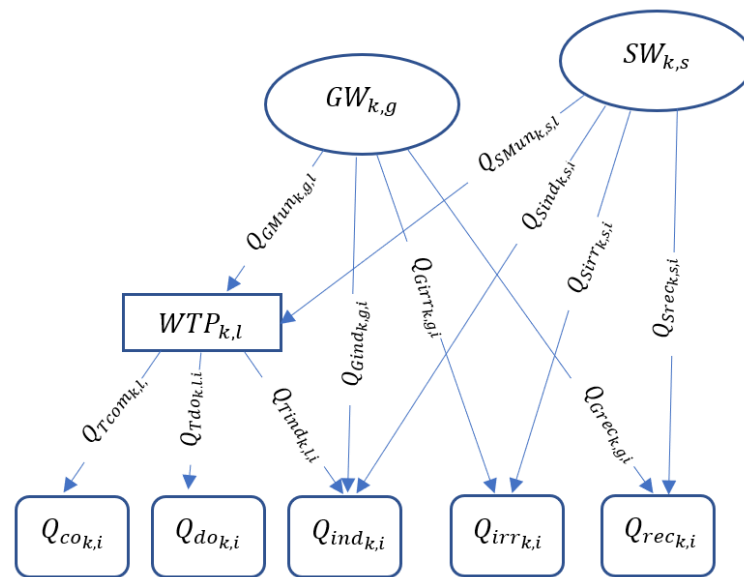 SW_{k,s}
GW_{k,g}
Q_{SMun_{k,s,l}}
Q_{Sind_{k,s,i}}
Q_{GMun_{k,g,l}}
Q_{Sirr_{k,s,i}}
Q_{Girr_{k,g,i}}
Q_{Srec_{k,s,i}}
WTP_{k,l}
Q_{Gind_{k,g,i}}
Q_{Tcom_{k,l,}}
Q_{Tdo_{k,l.i}}
Q_{Tind_{k,l,i}}
Q_{Grec_{k,g,i}}
Q_{co_{k,i}}
Q_{do_{k,i}}
Q_{ind_{k,i}}
Q_{irr_{k,i}}
Q_{rec_{k,i}}